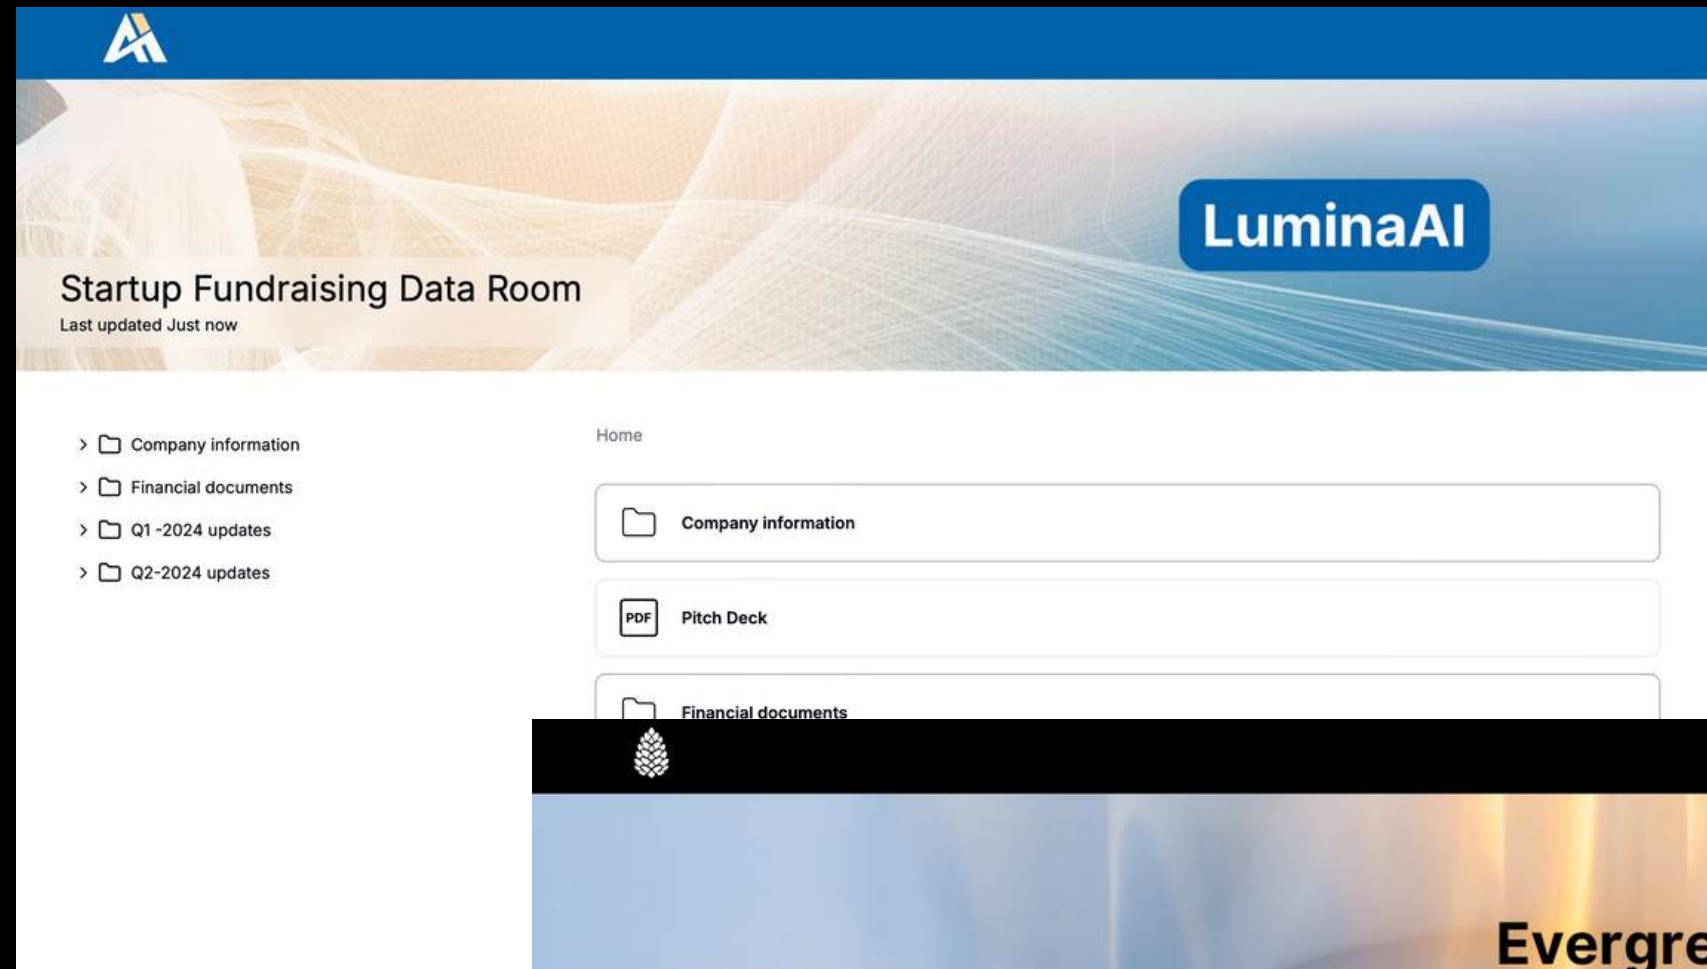 LuminaAI
Startup Fundraising Data Room
Last updated Just now
Company information
Financial documents
Q1 -2024 updates
Q2-2024 updates
Home
Company information
PDF Pitch Deck
Financial documents
Evergre